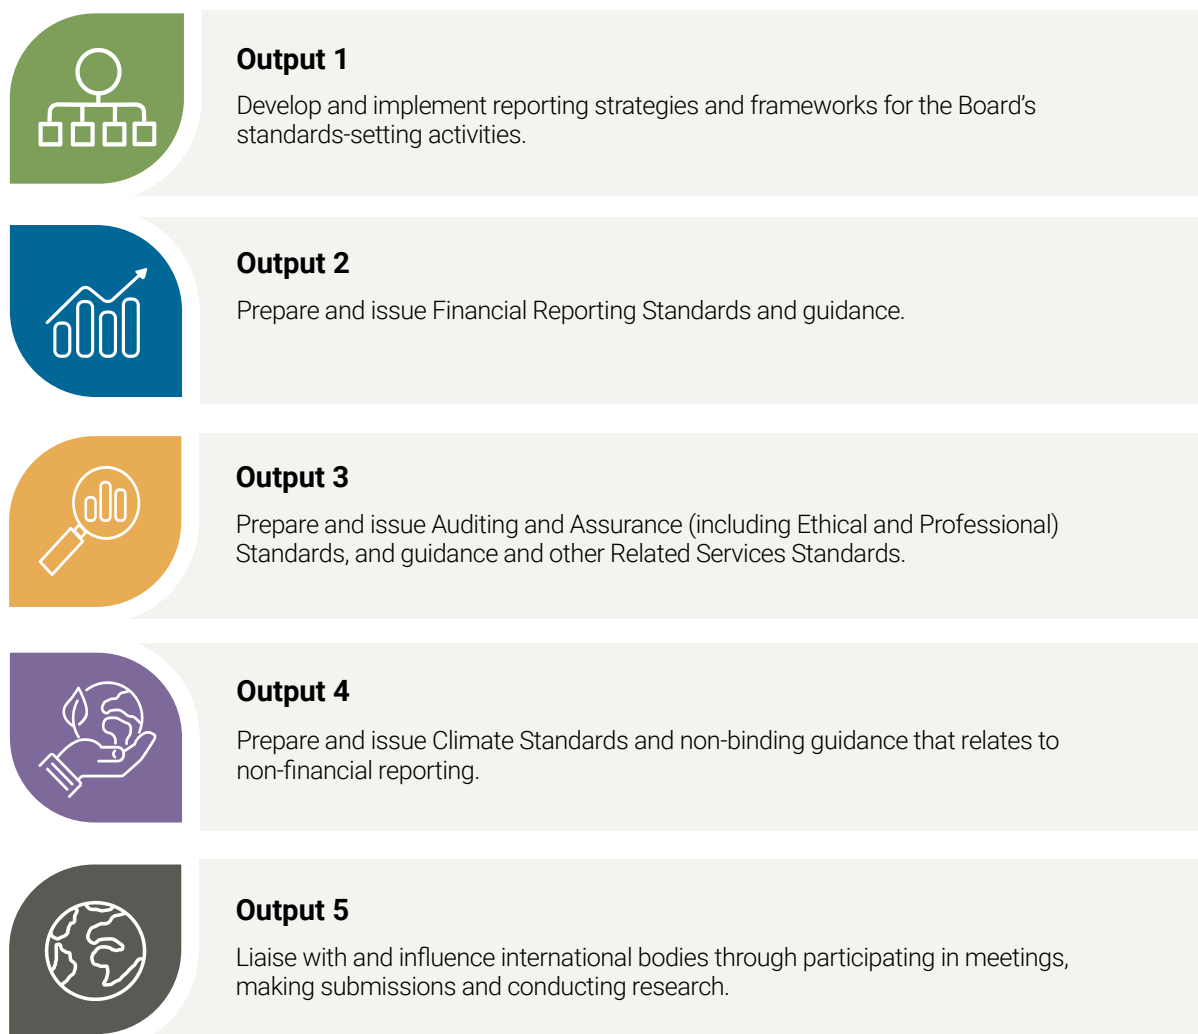 Output 1
Develop and implement reporting strategies and frameworks for the Board’s
standards-setting activities.
Output 2
Prepare and issue Financial Reporting Standards and guidance.
Output 3
Prepare and issue Auditing and Assurance (including Ethical and Professional)
Standards, and guidance and other Related Services Standards.
Output 4
Prepare and issue Climate Standards and non-binding guidance that relates to
non-financial reporting.
Output 5
Liaise with and influence international bodies through participating in meetings,
making submissions and conducting research.